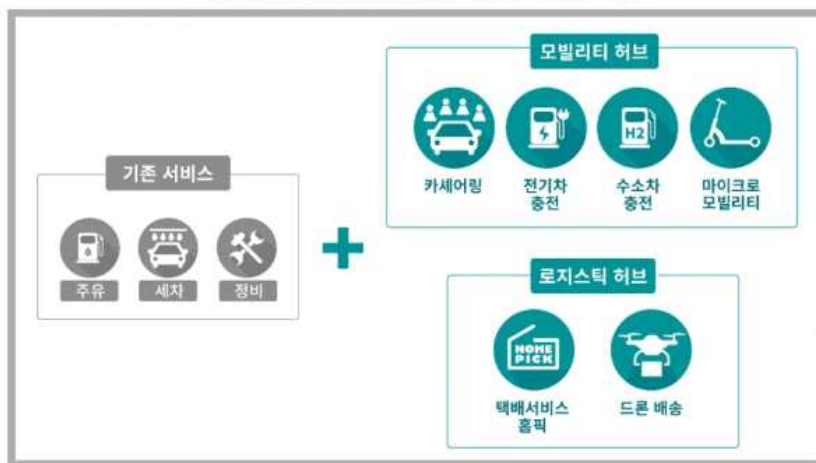 기존 서비스
주유
세차
정비
모빌리티 허브
카셰어링
전기차
충전
H2
수소차
충전
마이크로
모빌리티
로지스틱 허브
HOME
PICK
택배서비스
홈픽
드론 배송